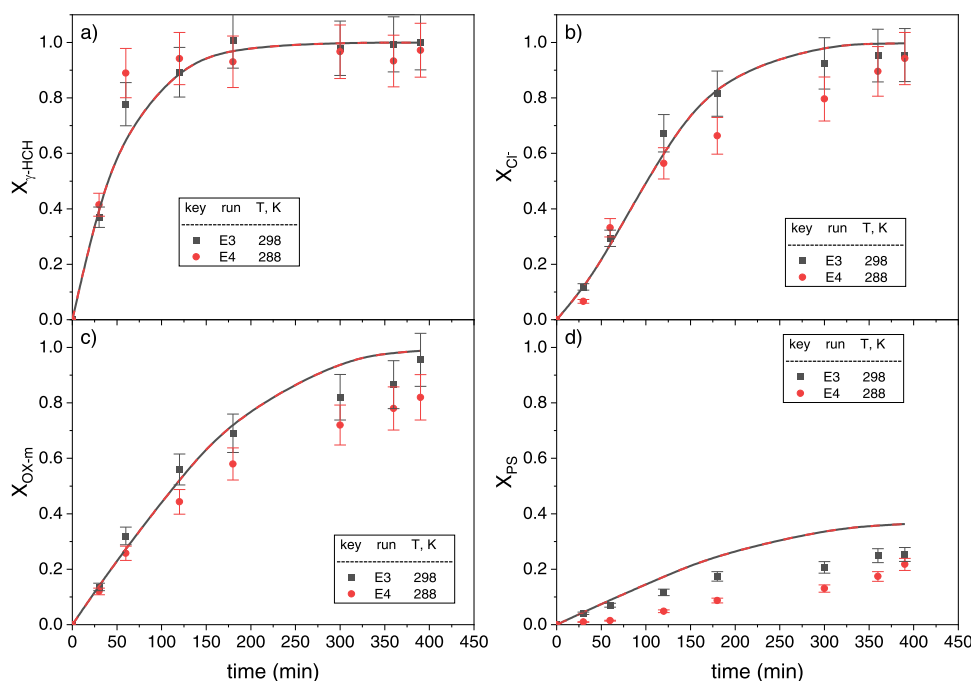 a)
1.0
0.8
0.6
0.4
0.2
0.0
X γ-HCH
key run T, K
E3 298
E4 288
b)
1.0
0.8
0.6
0.4
0.2
0.0
X Cl-
key run T, K
E3 298
E4 288
c)
1.0
0.8
0.6
0.4
0.2
0.0
X OX-m
key run T, K
E3 298
E4 288
0 50 100 150 200 250 300 350 400 450
time (min)
d)
1.0
0.8
0.6
0.4
0.2
0.0
X PS
key run T, K
E3 298
E4 288
0 50 100 150 200 250 300 350 400 450
time (min)